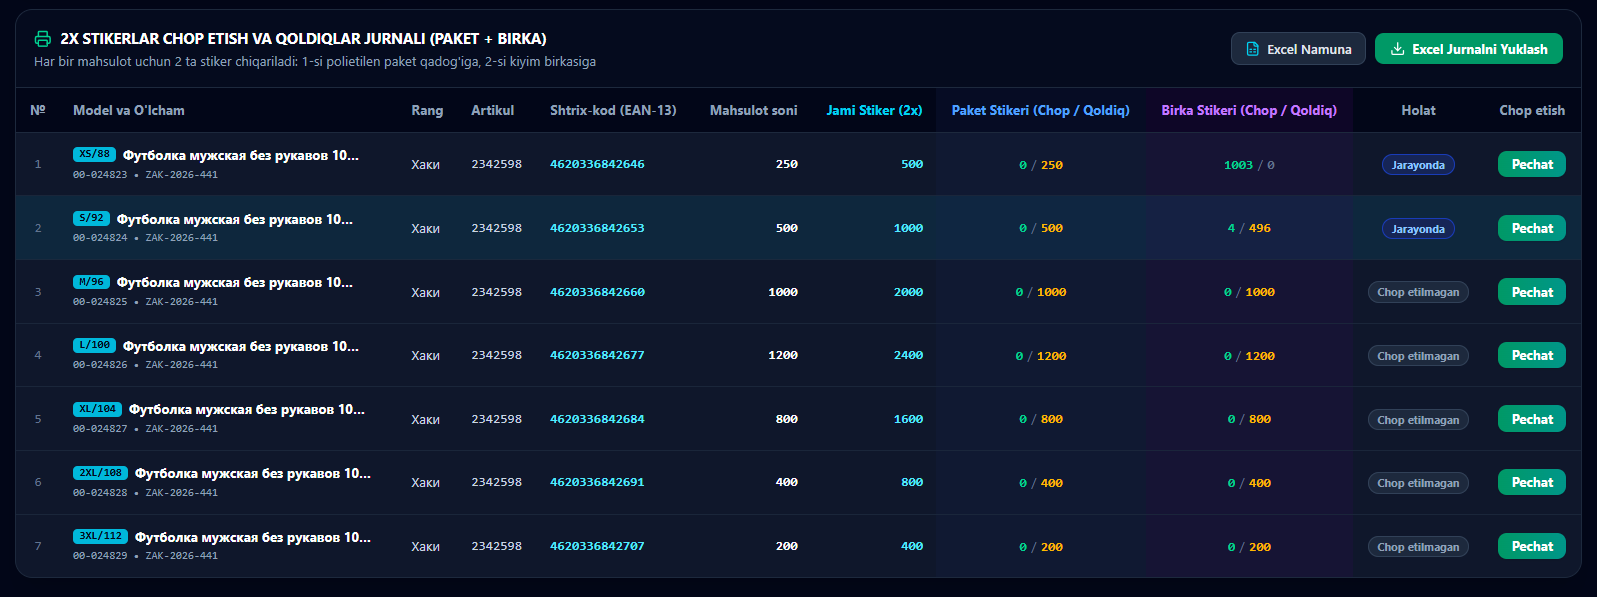 2X STIKERLAR CHOP ETISH VA QOLDIQLAR JURNALI (PAKET + BIRKA)
Har bir mahsulot uchun 2 ta stiker chiqariladi: 1-si polietilen paket qadog'iga, 2-si kiyim birkasiga
Excel Namuna
Excel Jurnalni Yuklash
№ Model va O'lcham Rang Artikul Shtrix-kod (EAN-13) Mahsulot soni Jami Stiker (2x) Paket Stikeri (Chop / Qoldiq) Birka Stikeri (Chop / Qoldiq) Holat Chop etish
1 XS/88 Футболка мужская без рукавов 10... Хаки 2342598 4620336842646 250 500 0 / 250 1003 / 0 Jarayonda Pechat
00-024823 • ZAK-2026-441
2 S/92 Футболка мужская без рукавов 10... Хаки 2342598 4620336842653 500 1000 0 / 500 4 / 496 Jarayonda Pechat
00-024824 • ZAK-2026-441
3 M/96 Футболка мужская без рукавов 10... Хаки 2342598 4620336842660 1000 2000 0 / 1000 0 / 1000 Chop etilmagan Pechat
00-024825 • ZAK-2026-441
4 L/100 Футболка мужская без рукавов 10... Хаки 2342598 4620336842677 1200 2400 0 / 1200 0 / 1200 Chop etilmagan Pechat
00-024826 • ZAK-2026-441
5 XL/104 Футболка мужская без рукавов 10... Хаки 2342598 4620336842684 800 1600 0 / 800 0 / 800 Chop etilmagan Pechat
00-024827 • ZAK-2026-441
6 2XL/108 Футболка мужская без рукавов 10... Хаки 2342598 4620336842691 400 800 0 / 400 0 / 400 Chop etilmagan Pechat
00-024828 • ZAK-2026-441
7 3XL/112 Футболка мужская без рукавов 10... Хаки 2342598 4620336842707 200 400 0 / 200 0 / 200 Chop etilmagan Pechat
00-024829 • ZAK-2026-441